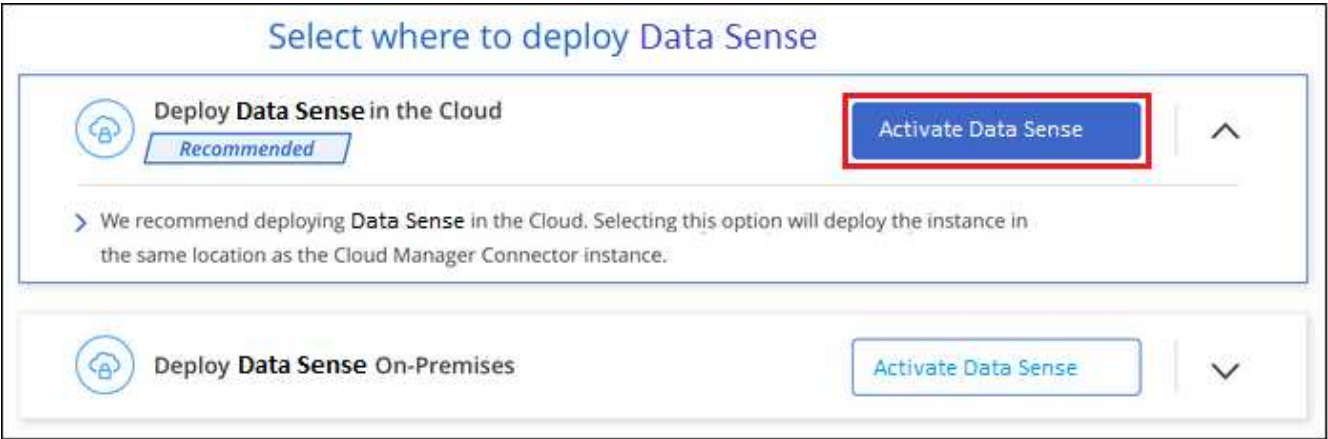 Select where to deploy Data Sense
Deploy Data Sense in the Cloud
Activate Data Sense
Recommended
We recommend deploying Data Sense in the Cloud. Selecting this option will deploy the instance in
the same location as the Cloud Manager Connector instance.
Deploy Data Sense On-Premises
Activate Data Sense